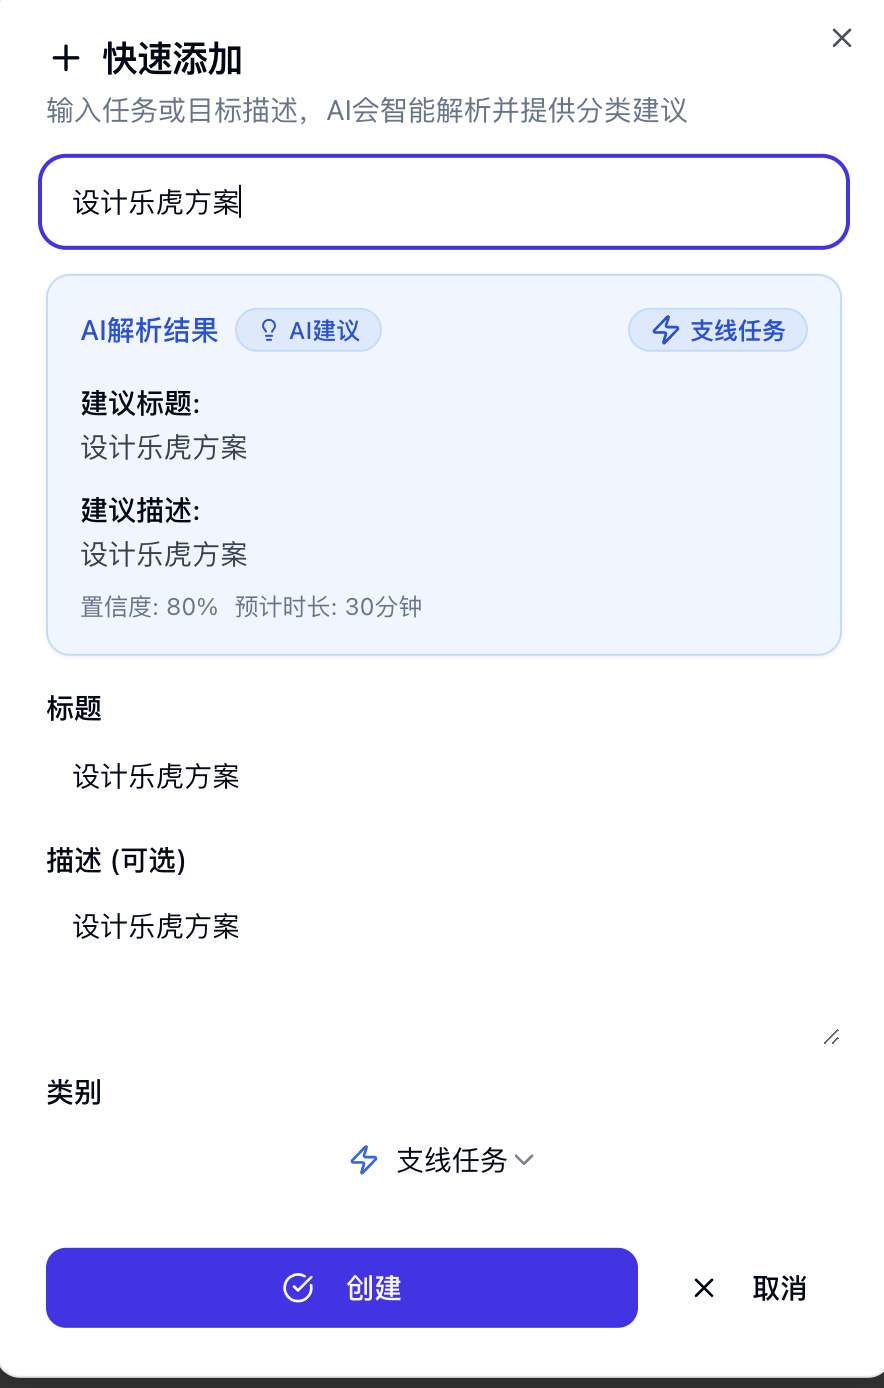 快速添加
输入任务或目标描述，AI会智能解析并提供分类建议
设计乐虎方案
AI解析结果 AI建议 支线任务
建议标题:
设计乐虎方案
建议描述:
设计乐虎方案
置信度: 80% 预计时长: 30分钟
标题
设计乐虎方案
描述 (可选)
设计乐虎方案
类别
支线任务
创建 取消